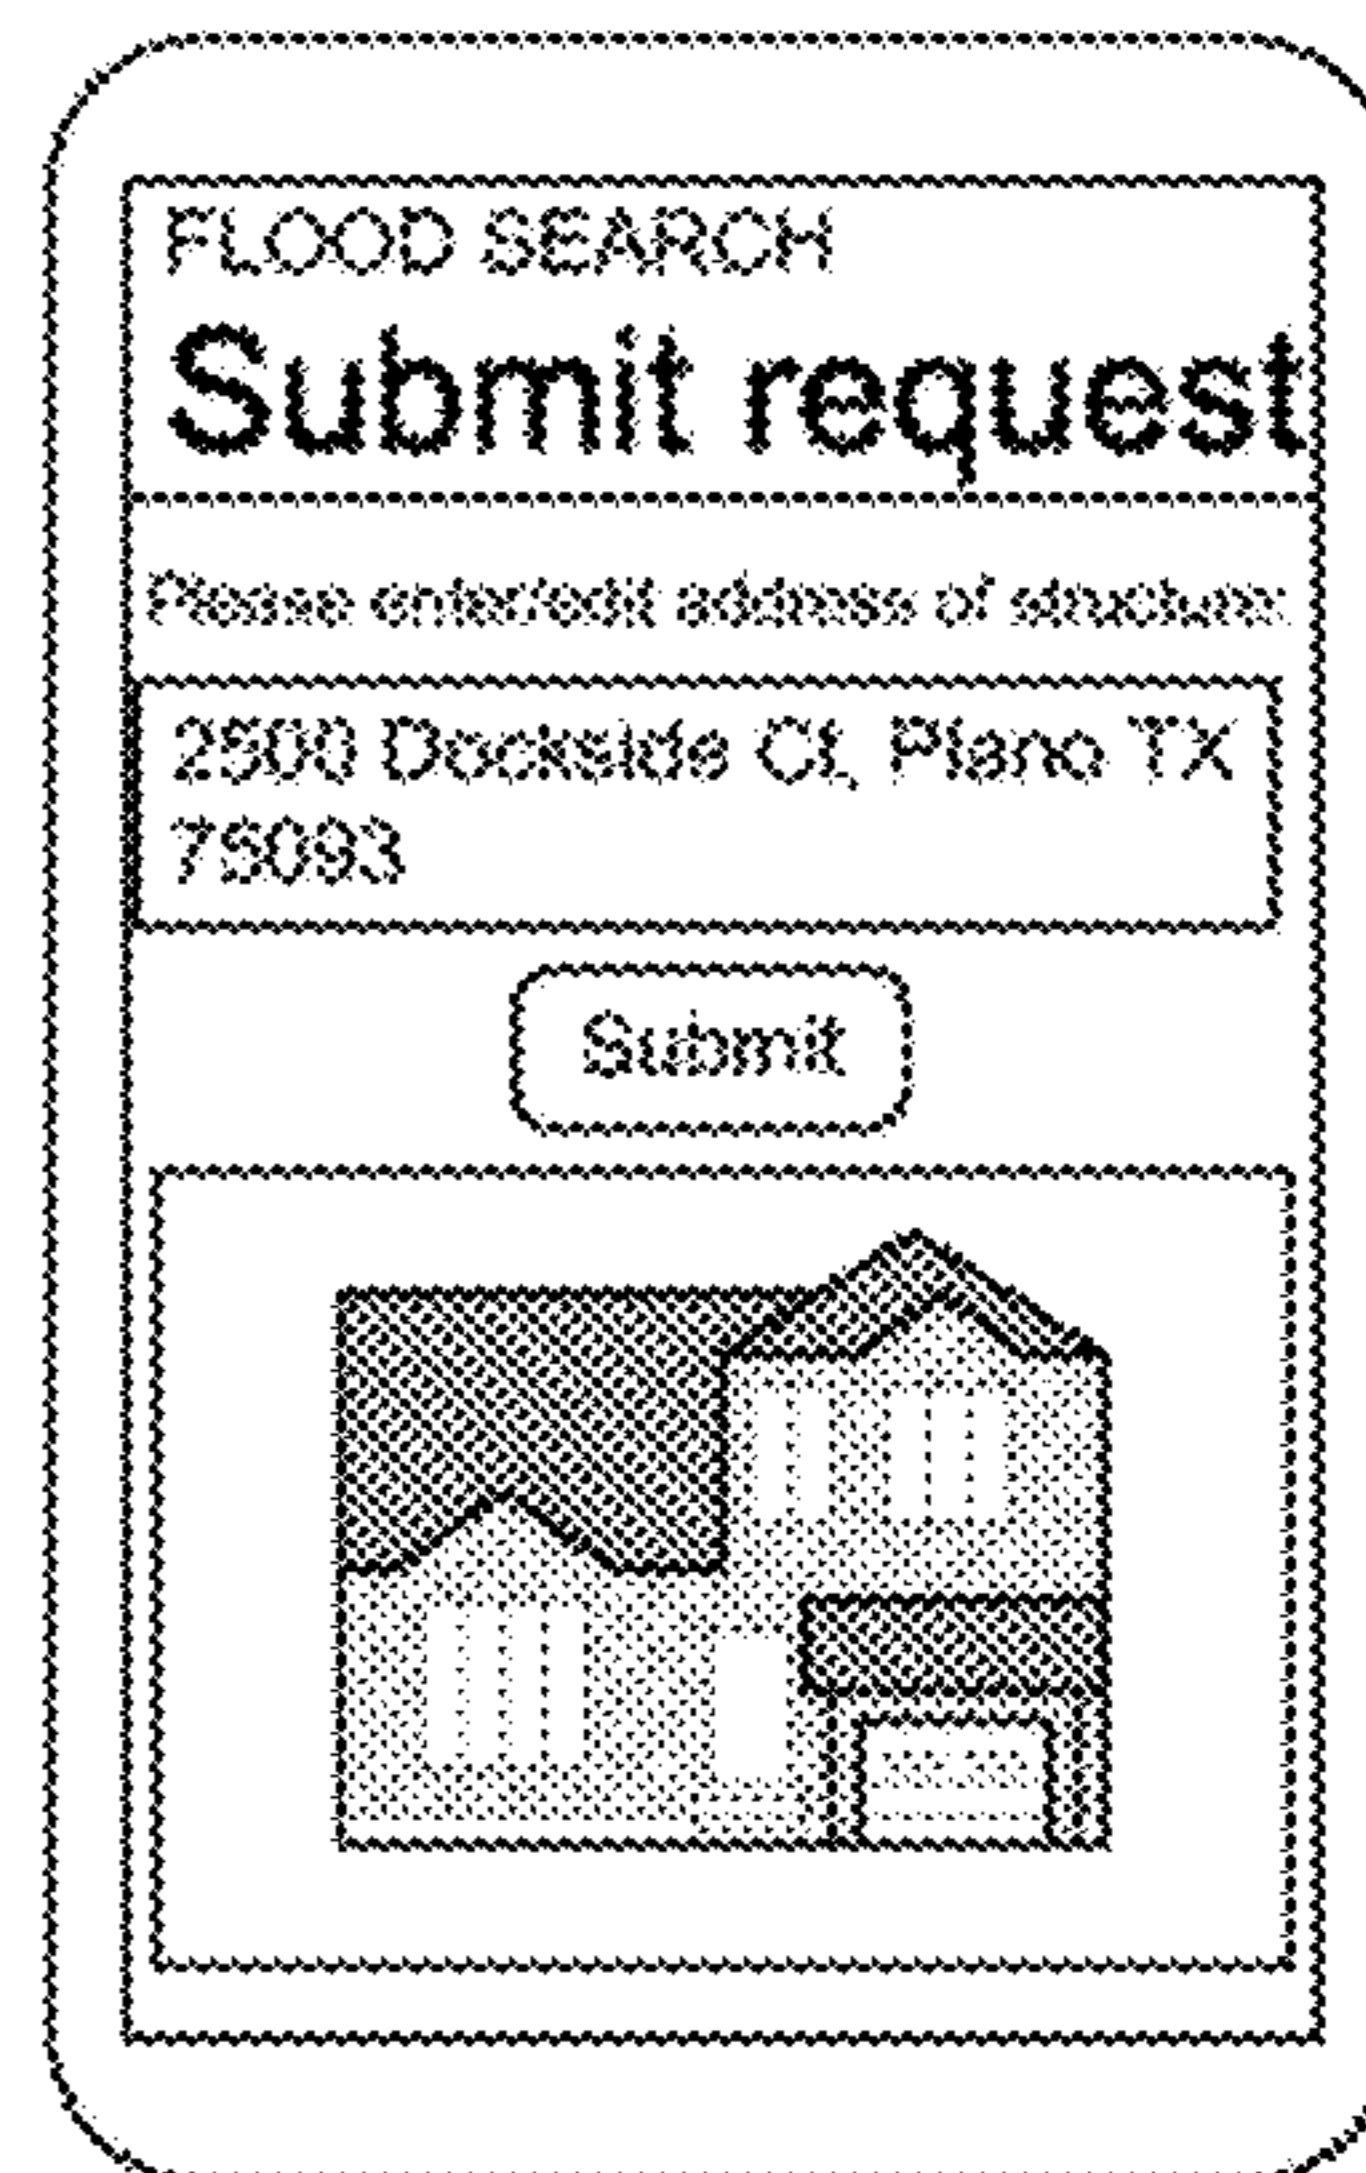 FLOOD SEARCH
Submit request
Please enter/edit address of structure:
2500 Dockside Ct, Plano TX
75093
Submit